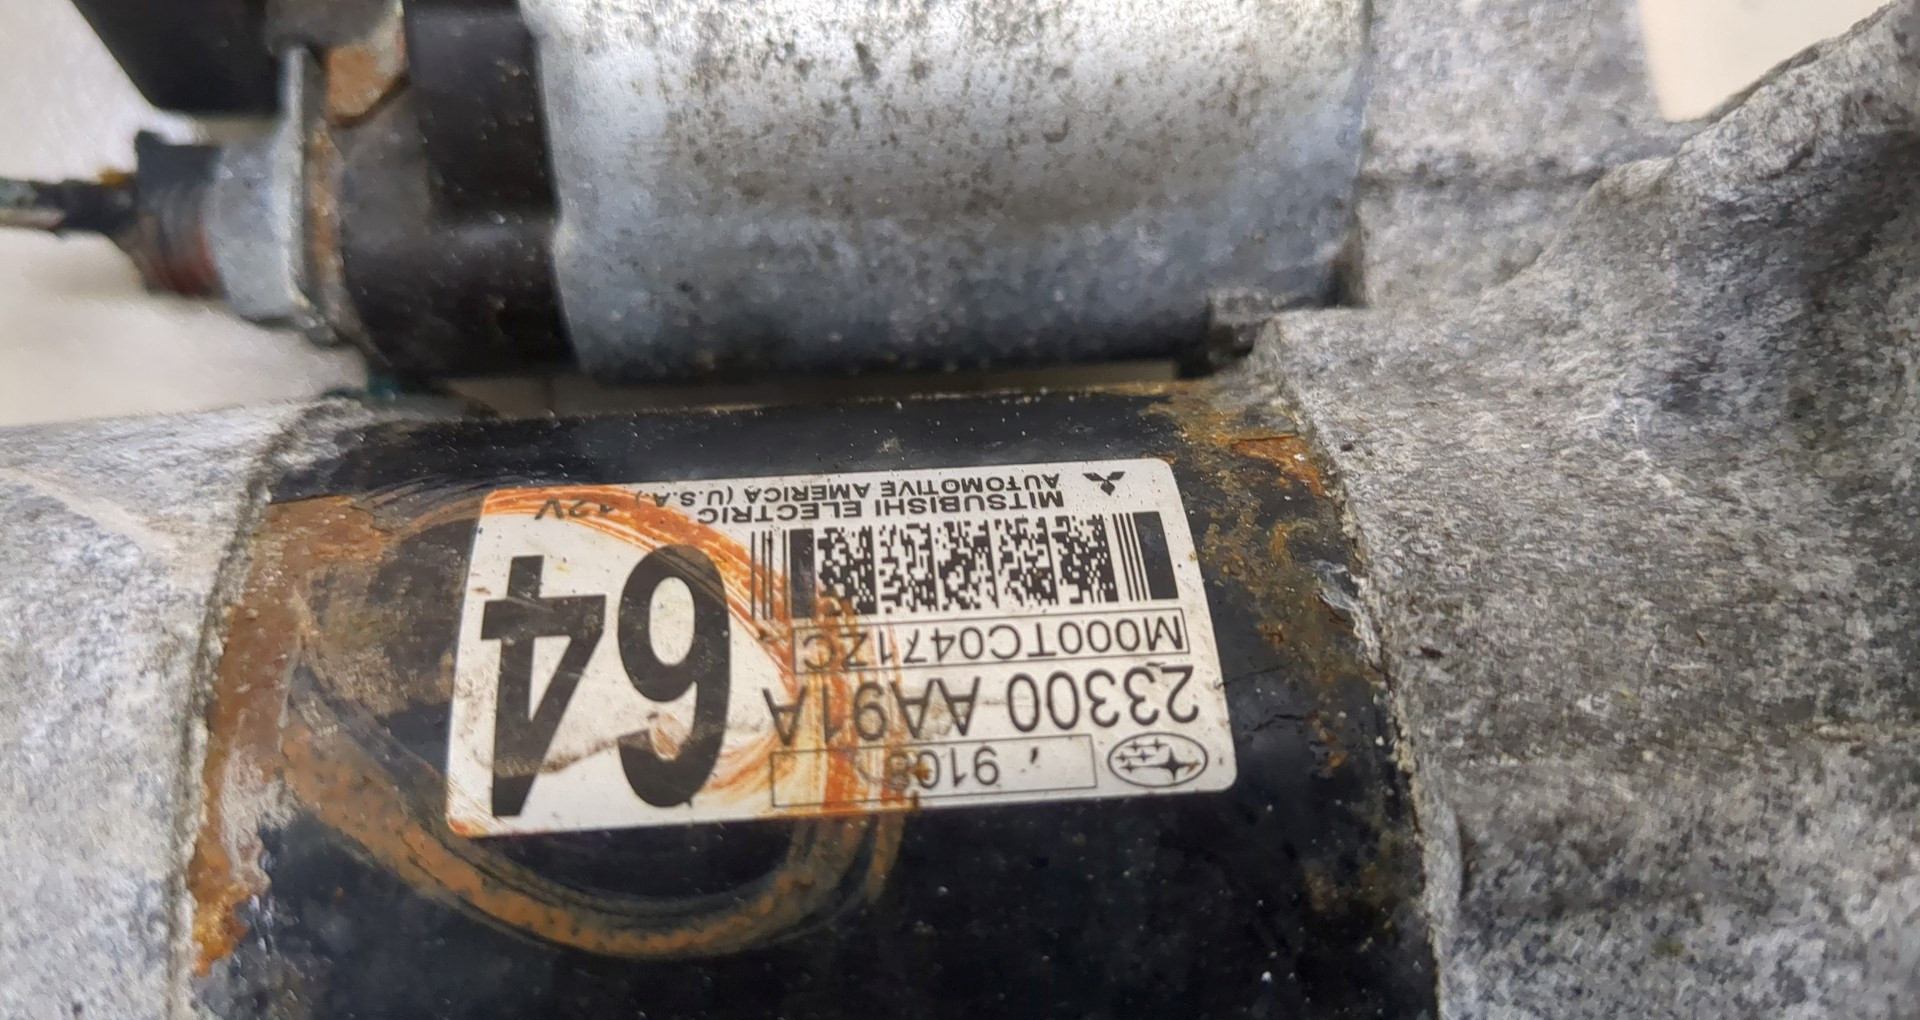 9108
23300 AA91A
M000TC0471ZC
MITSUBISHI ELECTRIC
AUTOMOTIVE AMERICA (U.S.A.) 12V
64